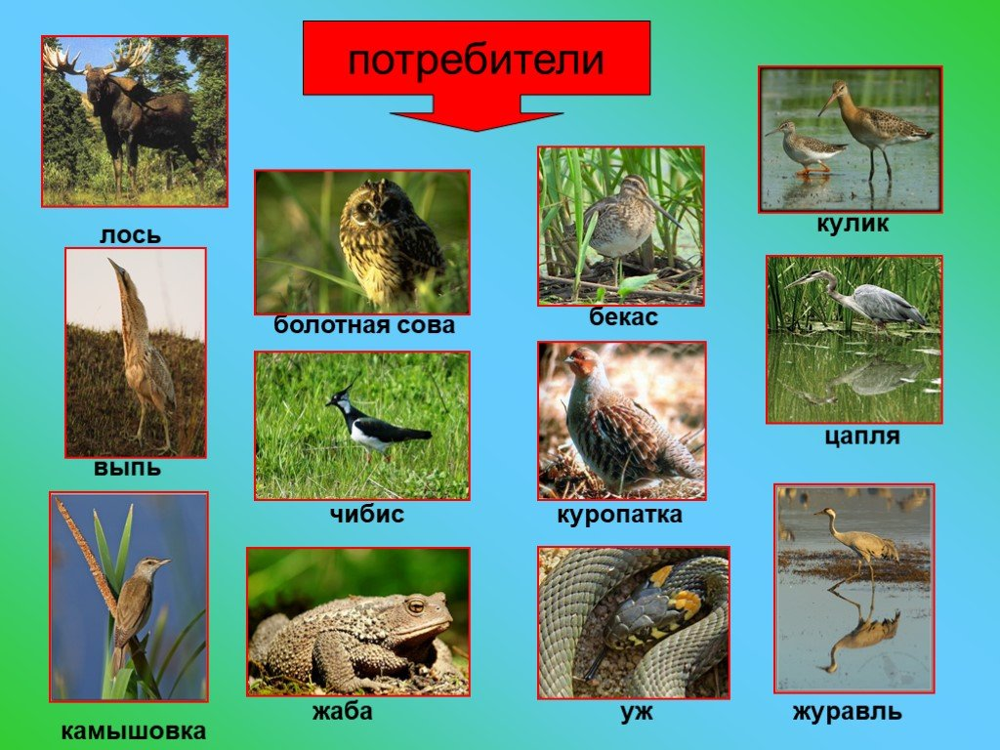 потребители
лось
болотная сова
бекас
кулик
выпь
чибис
куропатка
цапля
камышовка
жаба
уж
журавль